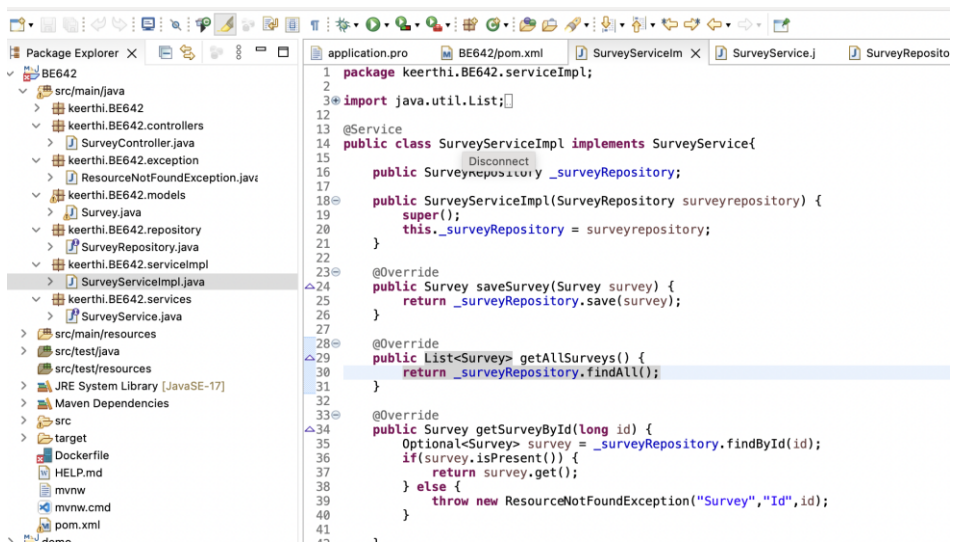 Package Explorer
BE642
src/main/java
keerthi.BE642
keerthi.BE642.controllers
SurveyController.java
keerthi.BE642.exception
ResourceNotFoundException.java
keerthi.BE642.models
Survey.java
keerthi.BE642.repository
SurveyRepository.java
keerthi.BE642.serviceImpl
SurveyServiceImpl.java
keerthi.BE642.services
SurveyService.java
src/main/resources
src/test/java
src/test/resources
JRE System Library [JavaSE-17]
Maven Dependencies
src
target
Dockerfile
HELP.md
mvnw
mvnw.cmd
pom.xml
demo
application.pro BE642/pom.xml SurveyServiceIm SurveyService.j SurveyReposito
1 package keerthi.BE642.serviceImpl;
2
3 import java.util.List;
12
13 @Service
14 public class SurveyServiceImpl implements SurveyService{
15
Disconnect
16 public SurveyRepository _surveyRepository;
17
18 public SurveyServiceImpl(SurveyRepository surveyrepository) {
19 super();
20 this._surveyRepository = surveyrepository;
21 }
22
23 @Override
24 public Survey saveSurvey(Survey survey) {
25 return _surveyRepository.save(survey);
26 }
27
28 @Override
29 public List<Survey> getAllSurveys() {
30 return _surveyRepository.findAll();
31 }
32
33 @Override
34 public Survey getSurveyById(long id) {
35 Optional<Survey> survey = _surveyRepository.findById(id);
36 if(survey.isPresent()) {
37 return survey.get();
38 } else {
39 throw new ResourceNotFoundException("Survey","Id",id);
40 }
41
42 }